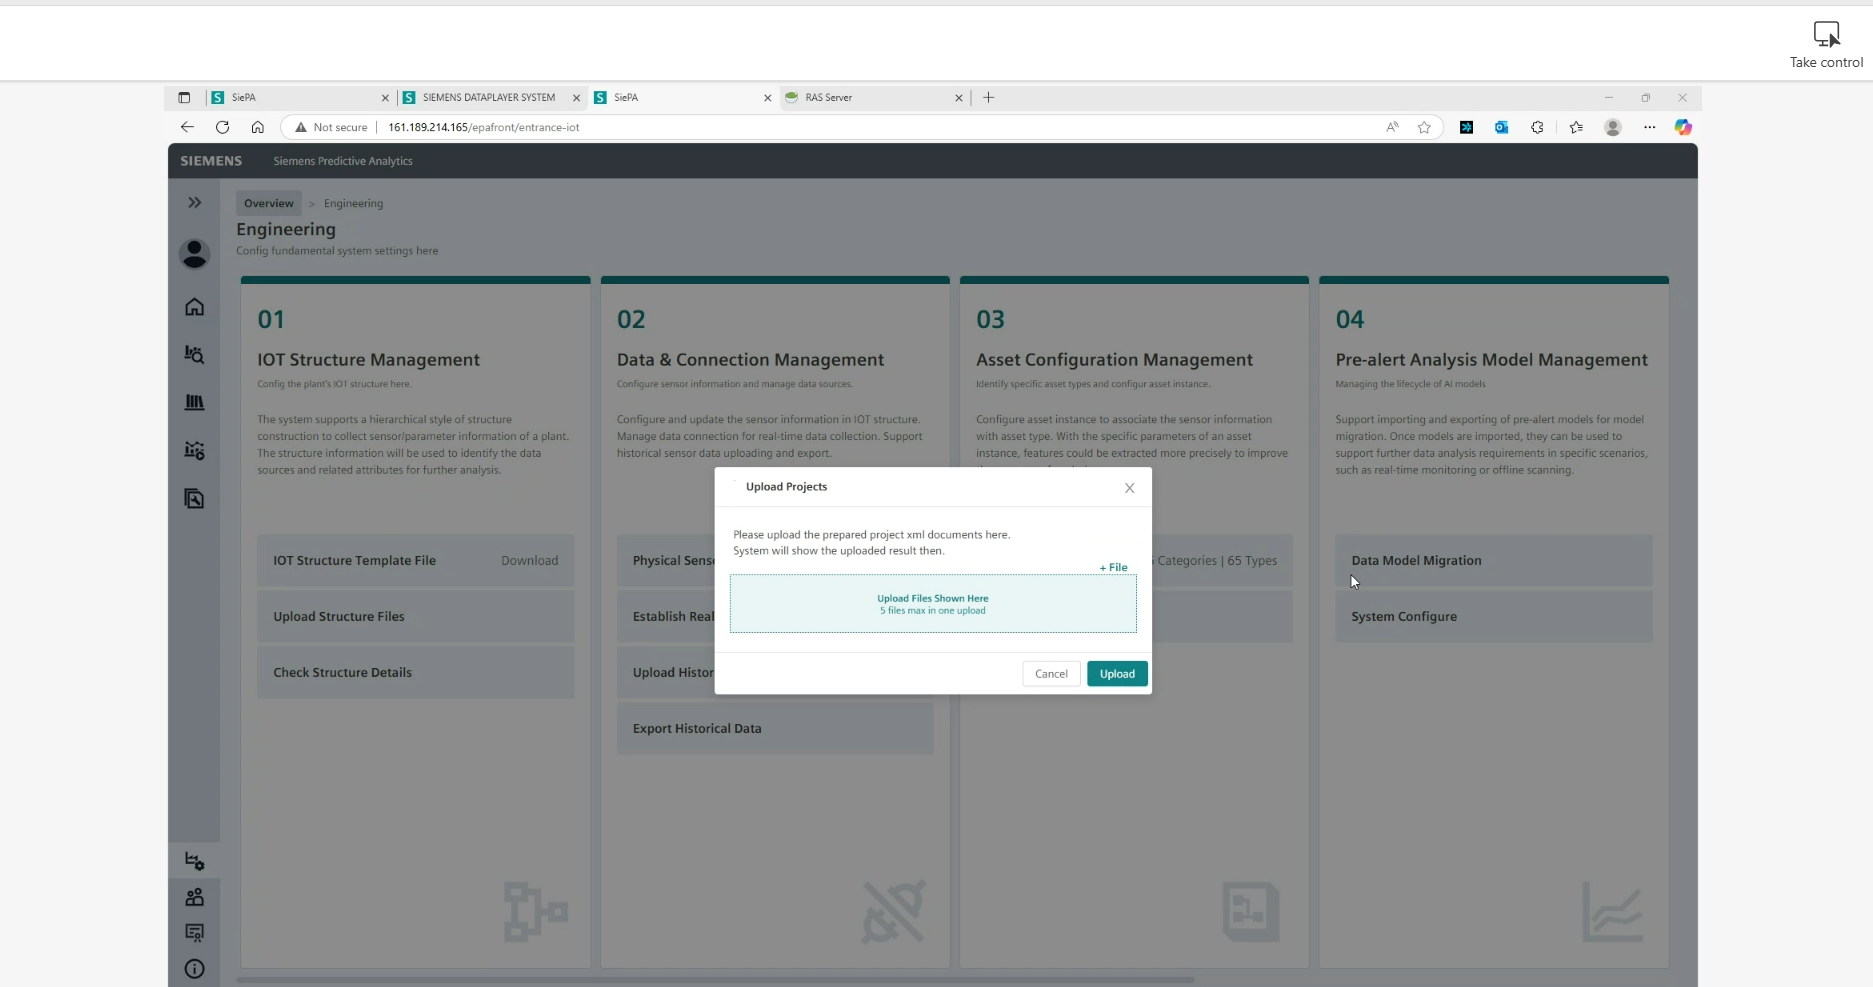 Take control
SiePA
SIEMENS DATAPLAYER SYSTEM
SiePA
RAS Server
Not secure
161.189.214.165/epafront/entrance-iot
SIEMENS
Siemens Predictive Analytics
Overview > Engineering
Engineering
Config fundamental system settings here
01
IOT Structure Management
Config the plant's IOT structure here.
The system supports a hierarchical style of structure
construction to collect sensor/parameter information of a plant.
The structure information will be used to identify the data
sources and related attributes for further analysis.
IOT Structure Template File
Download
Upload Structure Files
Check Structure Details
02
Data & Connection Management
Configure sensor information and manage data sources.
Configure and update the sensor information in IOT structure.
Manage data connection for real-time data collection. Support
historical sensor data uploading and export.
Physical Sens
Establish Real
Upload Histor
Export Historical Data
03
Asset Configuration Management
Identify specific asset types and configur asset instance.
Configure asset instance to associate the sensor information
with asset type. With the specific parameters of an asset
instance, features could be extracted more precisely to improve
Categories | 65 Types
04
Pre-alert Analysis Model Management
Managing the lifecycle of AI models
Support importing and exporting of pre-alert models for model
migration. Once models are imported, they can be used to
support further data analysis requirements in specific scenarios,
such as real-time monitoring or offline scanning.
Data Model Migration
System Configure
Upload Projects
Please upload the prepared project xml documents here.
System will show the uploaded result then.
+ File
Upload Files Shown Here
5 files max in one upload
Cancel
Upload